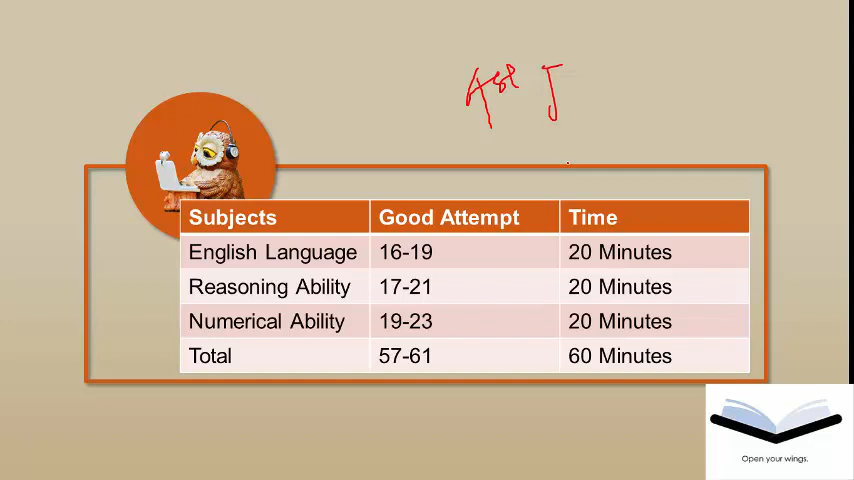 Subjects Good Attempt Time
English Language 16-19 20 Minutes
Reasoning Ability 17-21 20 Minutes
Numerical Ability 19-23 20 Minutes
Total 57-61 60 Minutes
Open your wings.